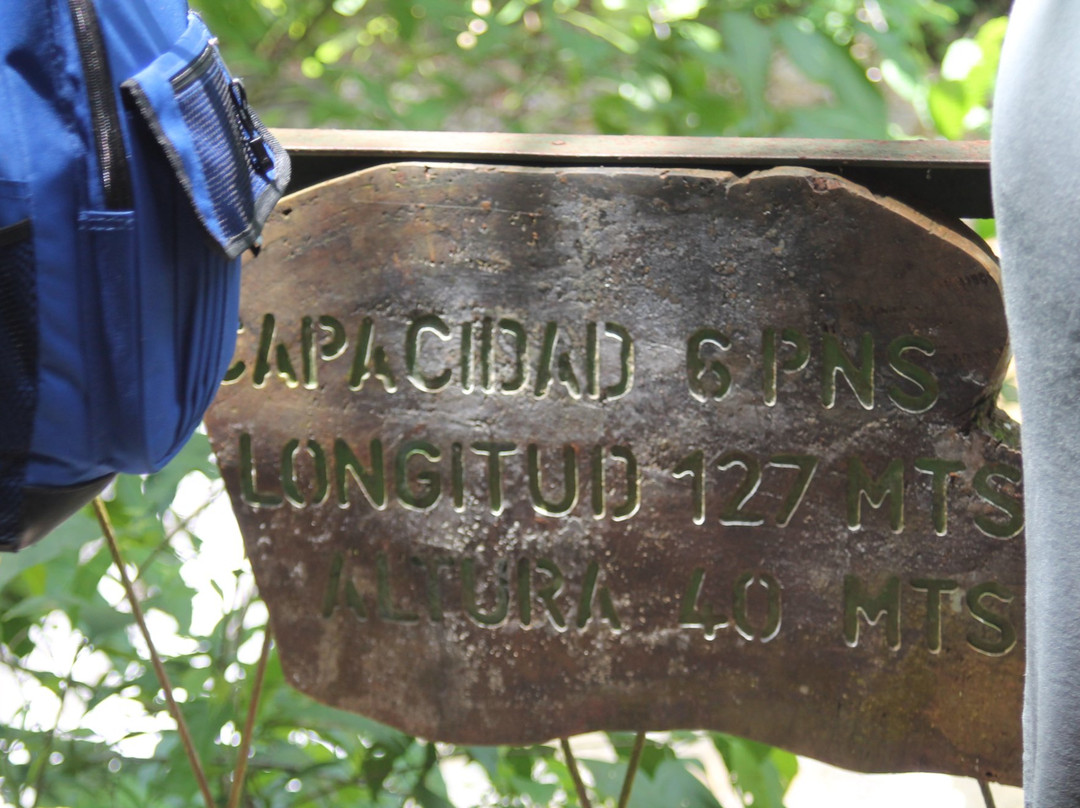 CAPACIDAD 6 PNS
LONGITUD 127 MTS
ALTURA 40 MTS